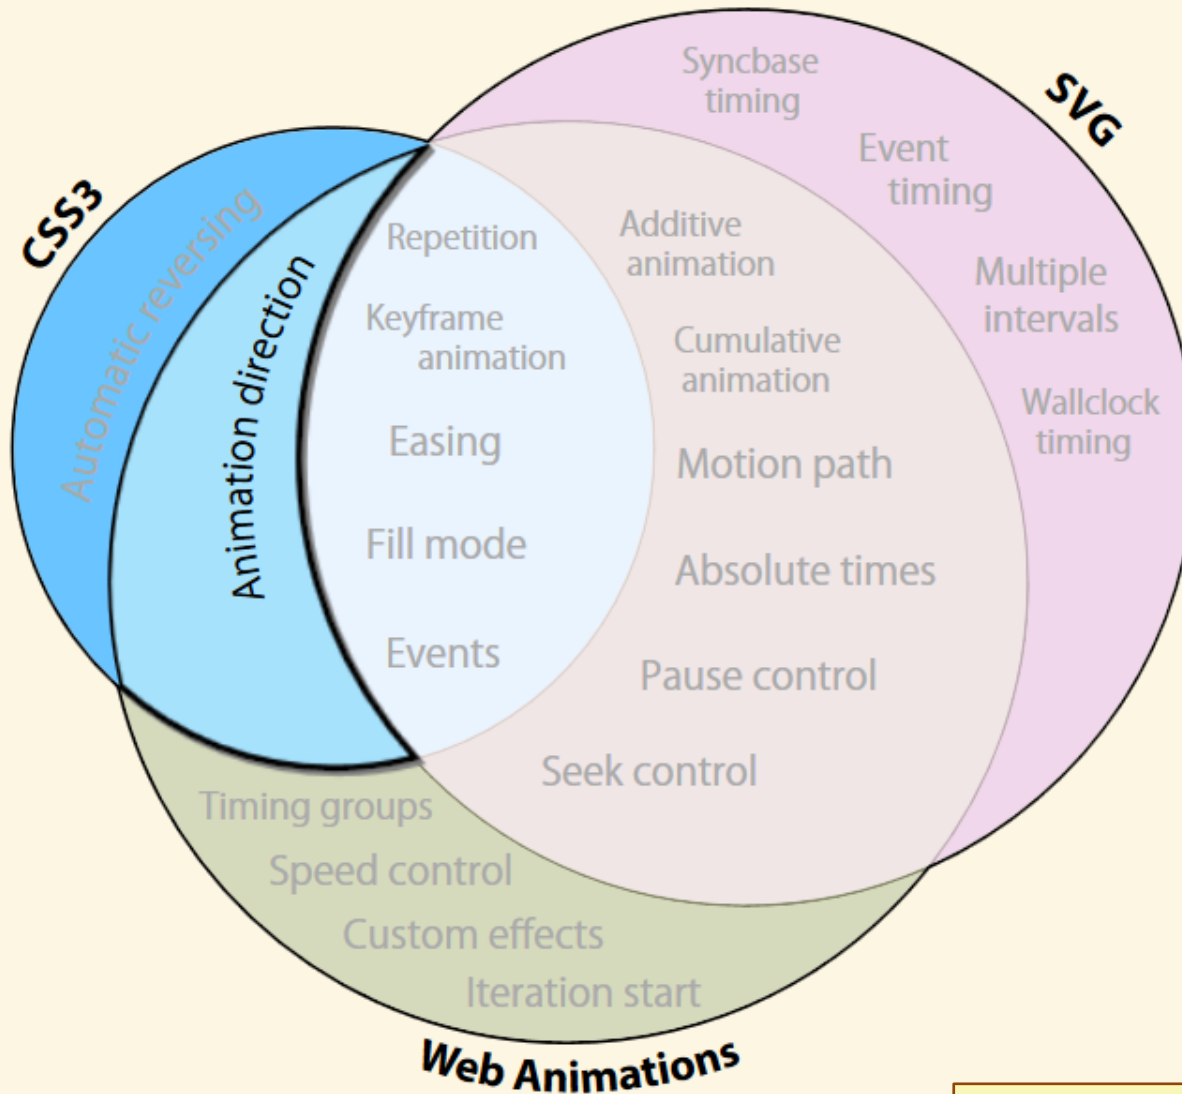 Syncbase
timing
SVG
Event
timing
CSS3
Automatic reversing
Animation direction
Repetition
Additive
animation
Multiple
intervals
Keyframe
animation
Cumulative
animation
Wallclock
timing
Easing
Motion path
Fill mode
Absolute times
Events
Pause control
Seek control
Timing groups
Speed control
Custom effects
Iteration start
Web Animations